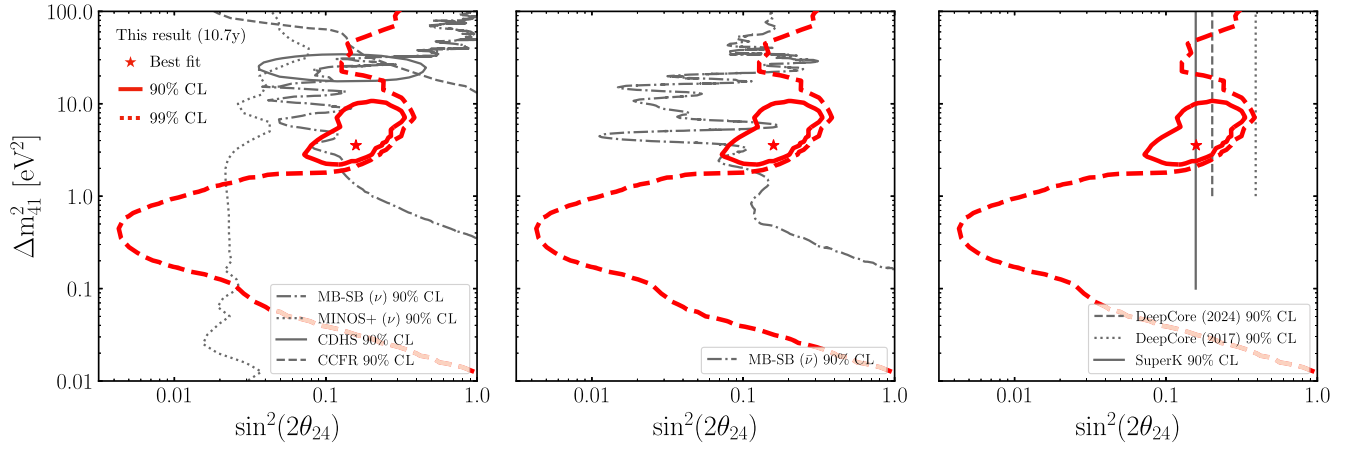 This result (10.7y)
Best fit
90% CL
99% CL
MB-SB (ν) 90% CL
MINOS+ (ν) 90% CL
CDHS 90% CL
CCFR 90% CL
100.0
10.0
1.0
0.1
0.01
Δm²₄₁ [eV²]
0.01 0.1 1.0
sin²(2θ₂₄)
MB-SB (ν̄) 90% CL
0.01 0.1 1.0
sin²(2θ₂₄)
DeepCore (2024) 90% CL
DeepCore (2017) 90% CL
SuperK 90% CL
0.01 0.1 1.0
sin²(2θ₂₄)